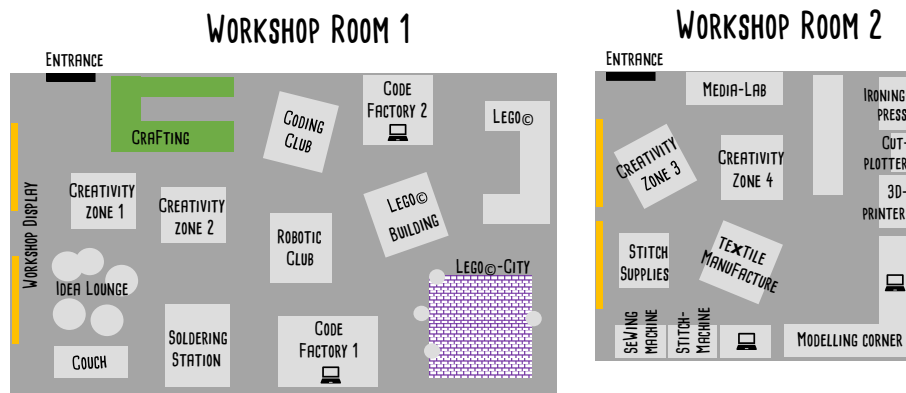 Workshop Room 1
Entrance
CraFting
Coding
Club
Code
Factory 2
Lego©
Workshop Display
Creativity
zone 1
Creativity
zone 2
Lego©
Building
Robotic
Club
Idea Lounge
Lego©-City
Couch
Soldering
Station
Code
Factory 1
Workshop Room 2
Entrance
Media-Lab
Ironing
press
Cut-
plotter
3D-
printer
Creativity
Zone 3
Creativity
Zone 4
Stitch
Supplies
Textile
Manufacture
Sewing
Machine
Stitch-
Machine
Modelling corner